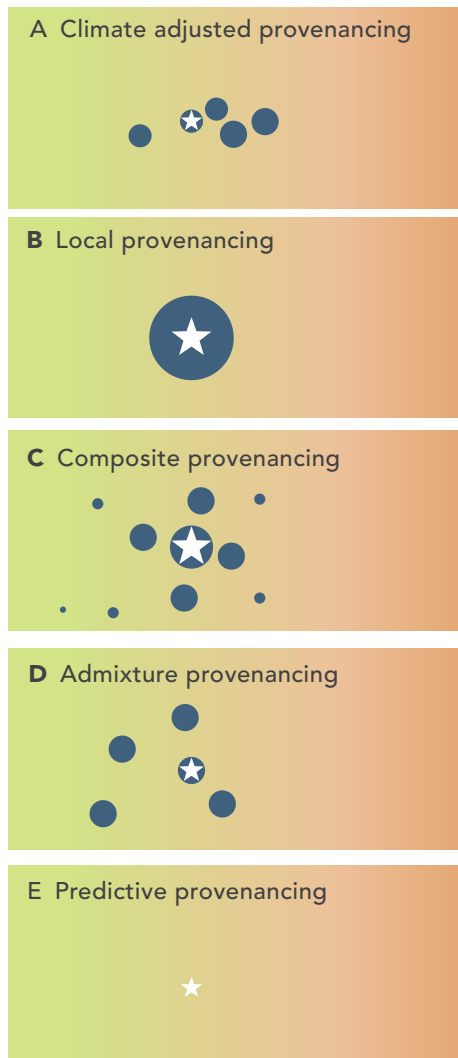 A Climate adjusted provenancing
B Local provenancing
C Composite provenancing
D Admixture provenancing
E Predictive provenancing